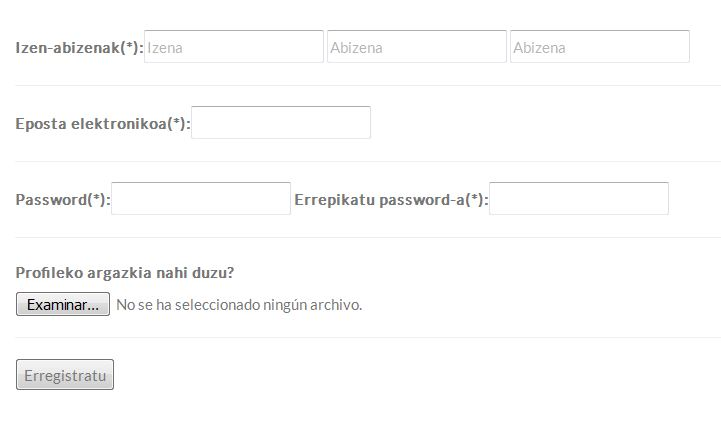 Izen-abizenak(*): Izena Abizena Abizena
Eposta elektronikoa(*):
Password(*): Errepikatu password-a(*):
Profileko argazkia nahi duzu?
Examinar... No se ha seleccionado ningún archivo.
Erregistratu